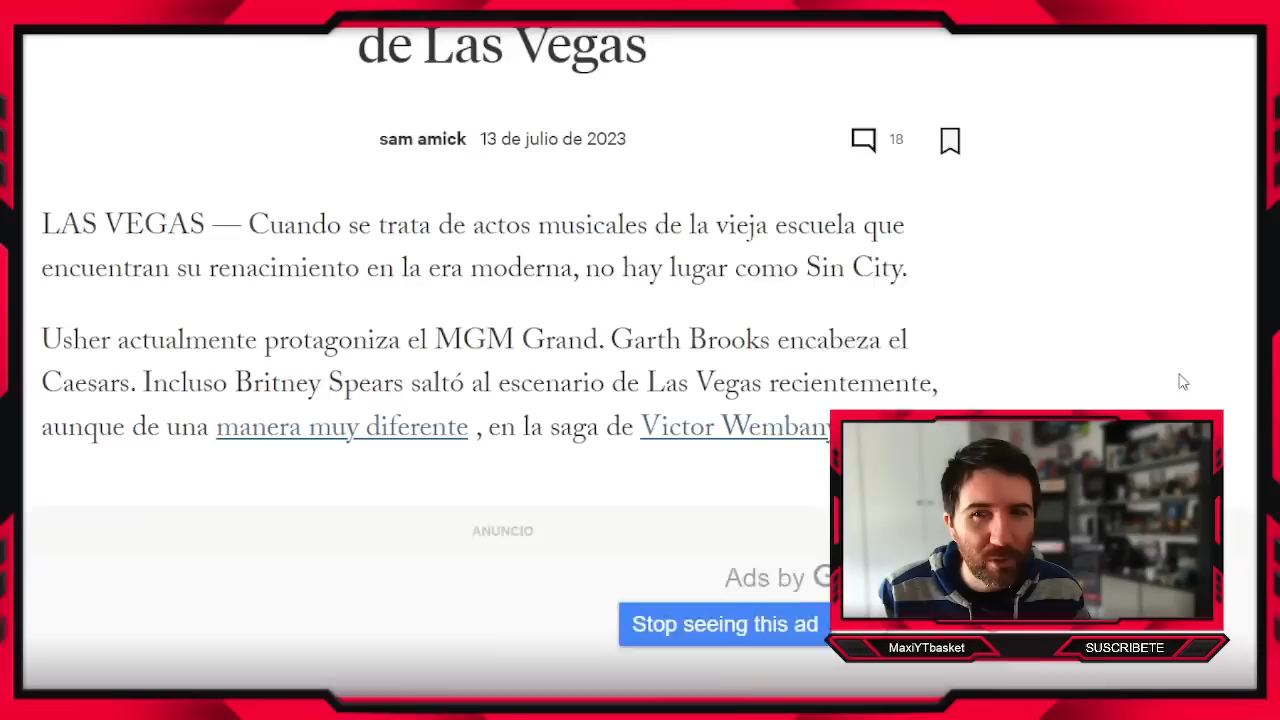 de Las Vegas
sam amick 13 de julio de 2023 18
LAS VEGAS — Cuando se trata de actos musicales de la vieja escuela que
encuentran su renacimiento en la era moderna, no hay lugar como Sin City.
Usher actualmente protagoniza el MGM Grand. Garth Brooks encabeza el
Caesars. Incluso Britney Spears saltó al escenario de Las Vegas recientemente,
aunque de una manera muy diferente , en la saga de Victor Wembany
ANUNCIO
Ads by G
Stop seeing this ad
MaxiYTbasket
SUSCRIBETE